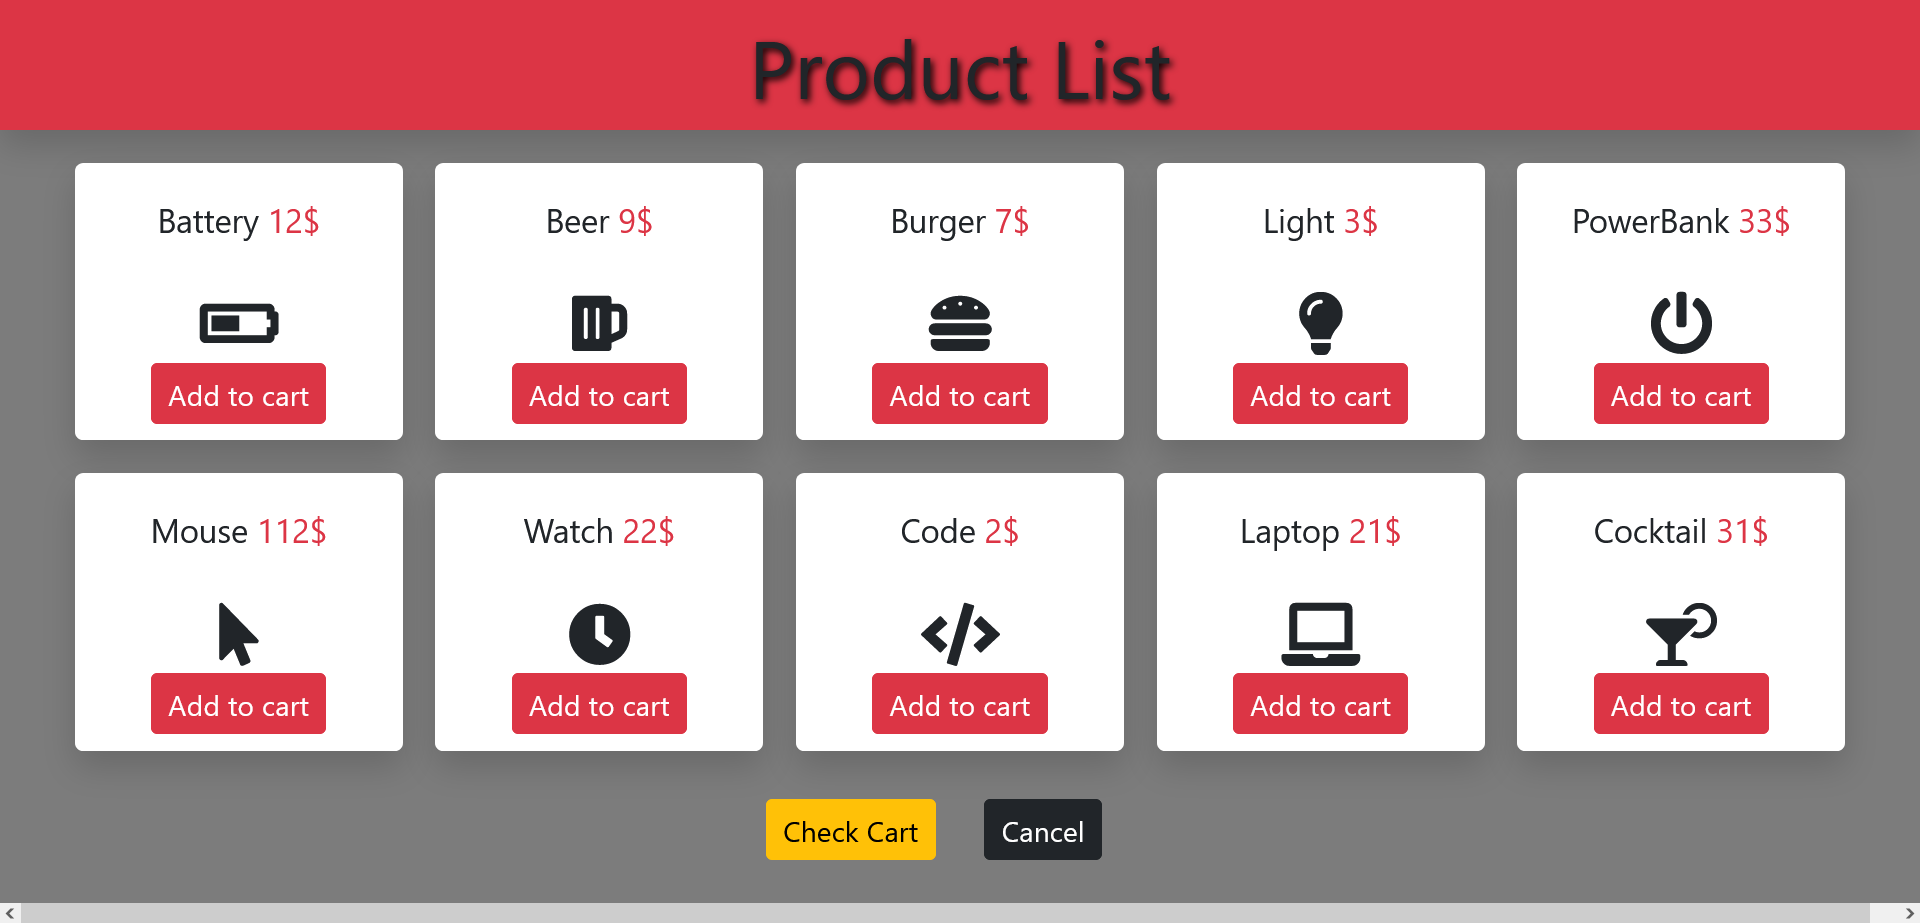 Product List
Battery 12$
Beer 9$
Burger 7$
Light 3$
PowerBank 33$
Add to cart
Add to cart
Add to cart
Add to cart
Add to cart
Mouse 112$
Watch 22$
Code 2$
Laptop 21$
Cocktail 31$
Add to cart
Add to cart
Add to cart
Add to cart
Add to cart
Check Cart
Cancel